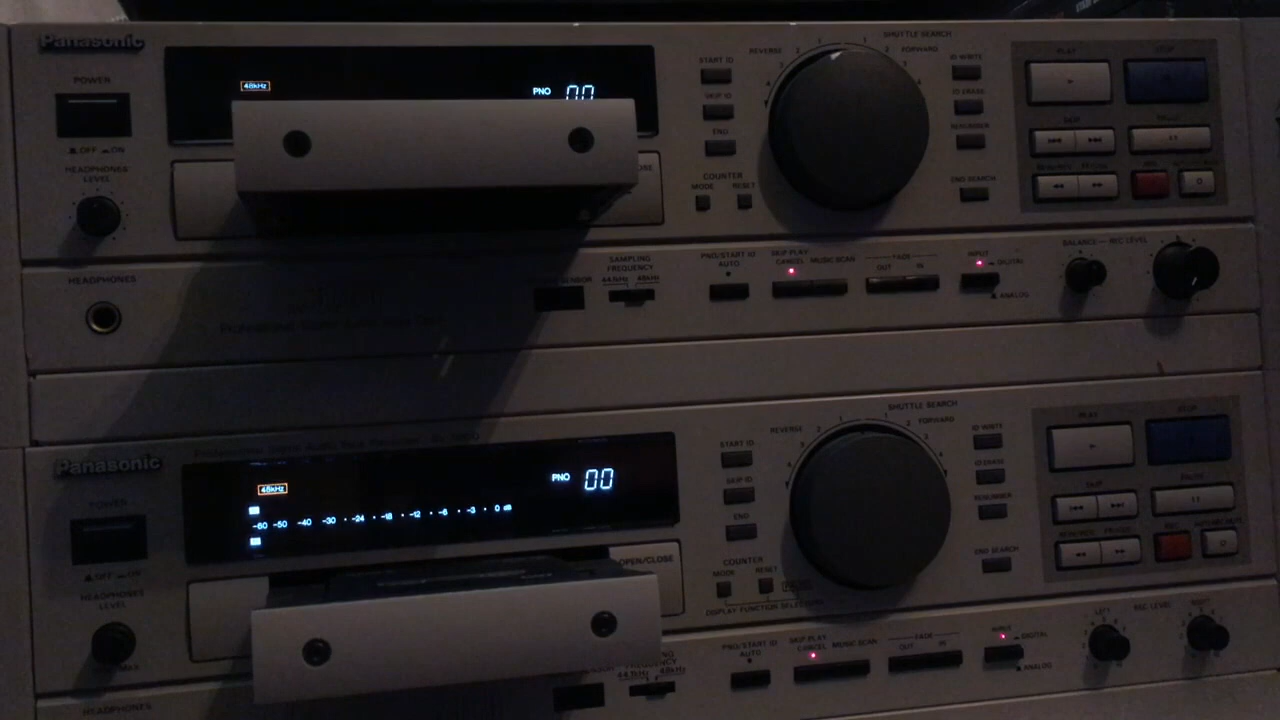 Panasonic
POWER
OFF ON
HEADPHONES
LEVEL
HEADPHONES
48kHz
PNO 00
START ID
SKIP ID
END
COUNTER
MODE RESET
SHUTTLE SEARCH
REVERSE
FORWARD
ID WRITE
ID ERASE
RENUMBER
END SEARCH
PLAY
STOP
SAMPLING
FREQUENCY
44.1kHz 48kHz
PNO/START ID
AUTO
SKIP PLAY
CANCEL MUSIC SCAN
FADE
OUT IN
INPUT
DIGITAL
ANALOG
BALANCE REC LEVEL
Panasonic
POWER
OFF ON
HEADPHONES
LEVEL
MAX
HEADPHONES
48kHz
PNO 00
-60 -50 -40 -30 -24 -18 -12 -6 -3 0 dB
OPEN/CLOSE
START ID
SKIP ID
END
COUNTER
MODE RESET
SHUTTLE SEARCH
REVERSE
FORWARD
ID WRITE
ID ERASE
RENUMBER
END SEARCH
PLAY
STOP
SKIP
PAUSE
REC
44.1kHz 48kHz
PNO/START ID
AUTO
SKIP PLAY
CANCEL MUSIC SCAN
FADE
OUT IN
INPUT
DIGITAL
ANALOG
LEFT REC LEVEL RIGHT